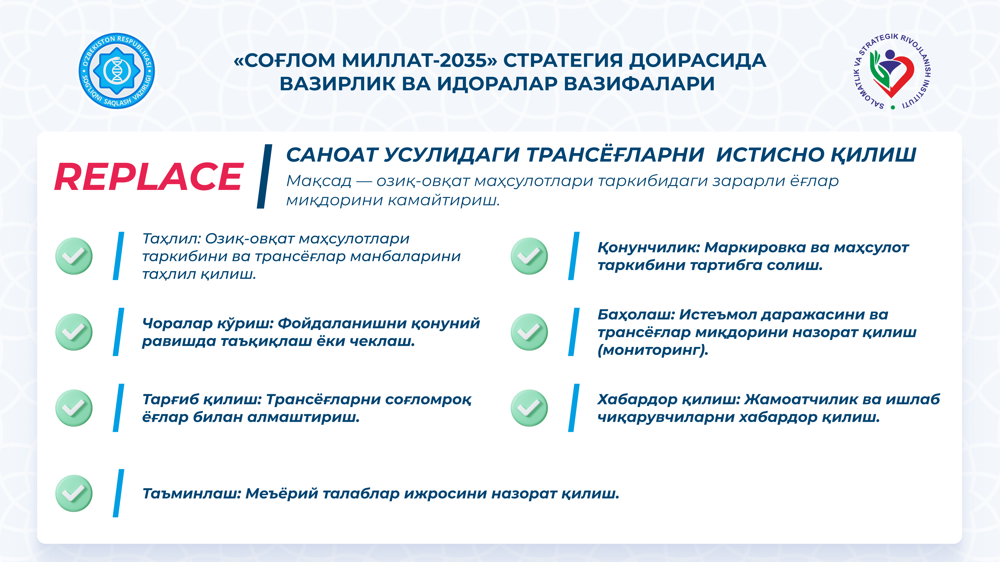 O'ZBEKISTON RESPUBLIKASI
SOG'LIQNI SAQLASH VAZIRLIGI
«СОҒЛОМ МИЛЛАТ-2035» СТРАТЕГИЯ ДОИРАСИДА
ВАЗИРЛИК ВА ИДОРАЛАР ВАЗИФАЛАРИ
SALOMATLIK VA STRATEGIK RIVOJLANISH INSTITUTI
REPLACE
САНОАТ УСУЛИДАГИ ТРАНСЁҒЛАРНИ ИСТИСНО ҚИЛИШ
Мақсад — озиқ-овқат маҳсулотлари таркибидаги зарарли ёғлар
миқдорини камайтириш.
Таҳлил: Озиқ-овқат маҳсулотлари
таркибини ва трансёғлар манбаларини
таҳлил қилиш.
Қонунчилик: Маркировка ва маҳсулот
таркибини тартибга солиш.
Чоралар кўриш: Фойдаланишни қонуний
равишда таъқиқлаш ёки чеклаш.
Баҳолаш: Истеъмол даражасини ва
трансёғлар миқдорини назорат қилиш
(мониторинг).
Тарғиб қилиш: Трансёғларни соғломроқ
ёғлар билан алмаштириш.
Хабардор қилиш: Жамоатчилик ва ишлаб
чиқарувчиларни хабардор қилиш.
Таъминлаш: Меъёрий талаблар ижросини назорат қилиш.